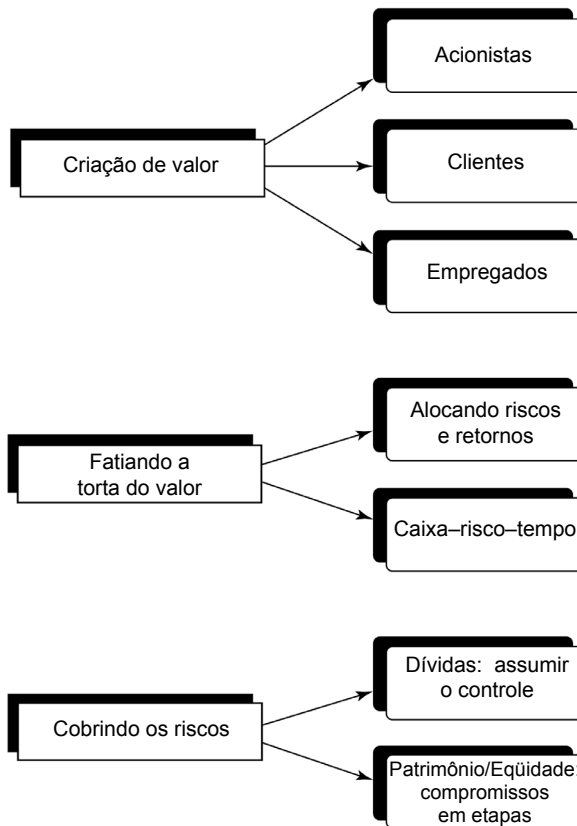 Acionistas
Criação de valor
Clientes
Empregados
Alocando riscos
e retornos
Fatiando a
torta do valor
Caixa–risco–tempo
Dívidas: assumir
o controle
Cobrindo os riscos
Patrimônio/Eqüidade:
compromissos
em etapas